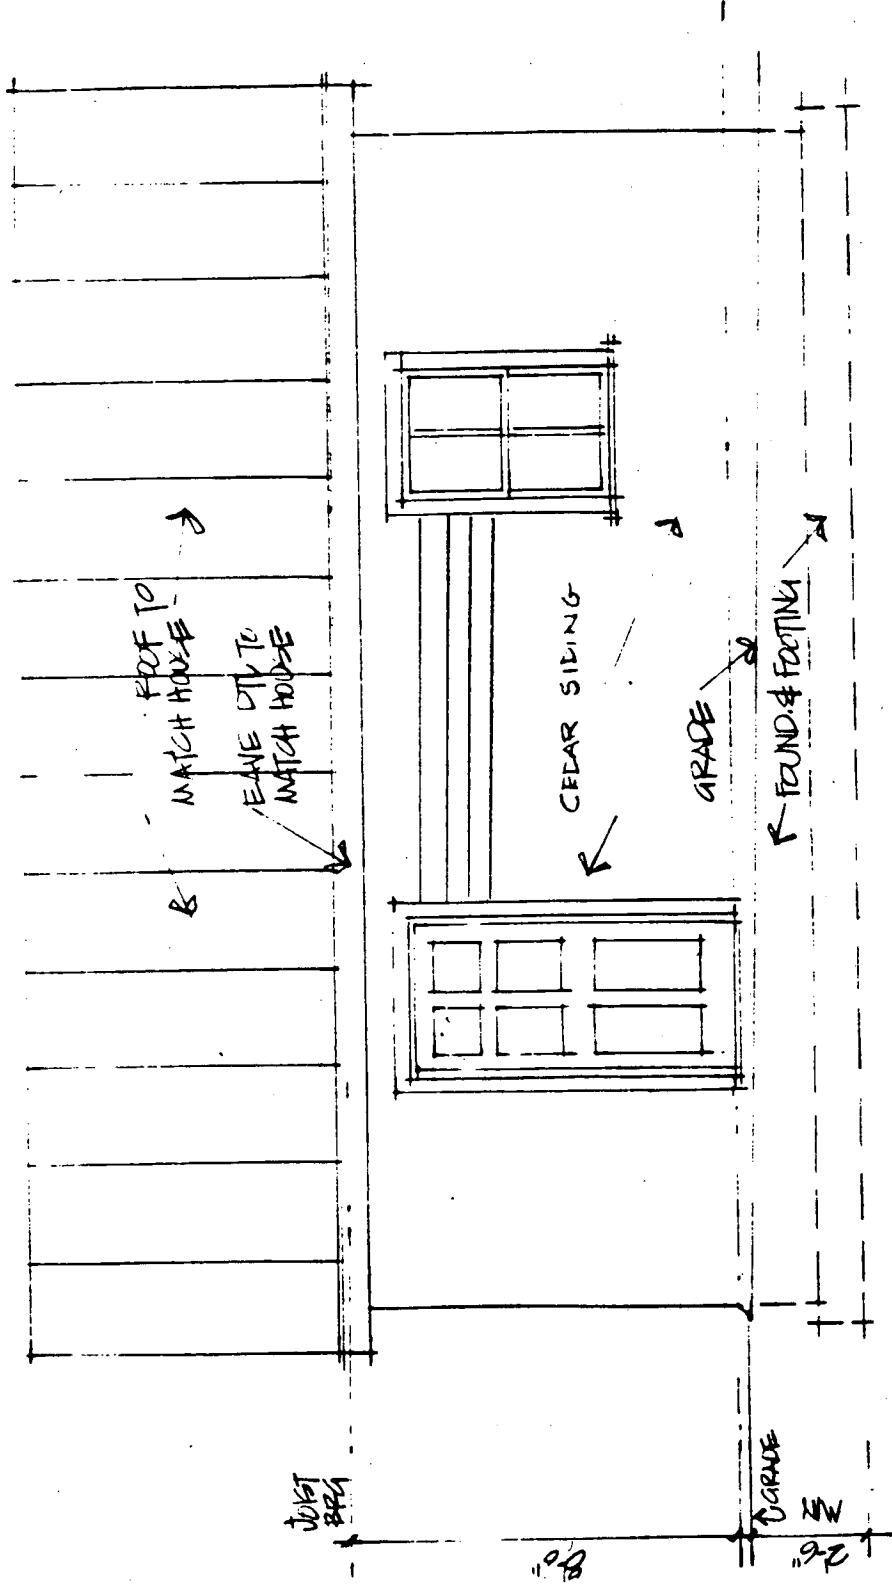 ROOF TO
MATCH HOUSE
EAVE DTL TO
MATCH HOUSE
CEDAR SIDING
GRADE
FOUND. & FOOTING
JOIST
BRG
8'-0"
GRADE
2'-6"
MIN